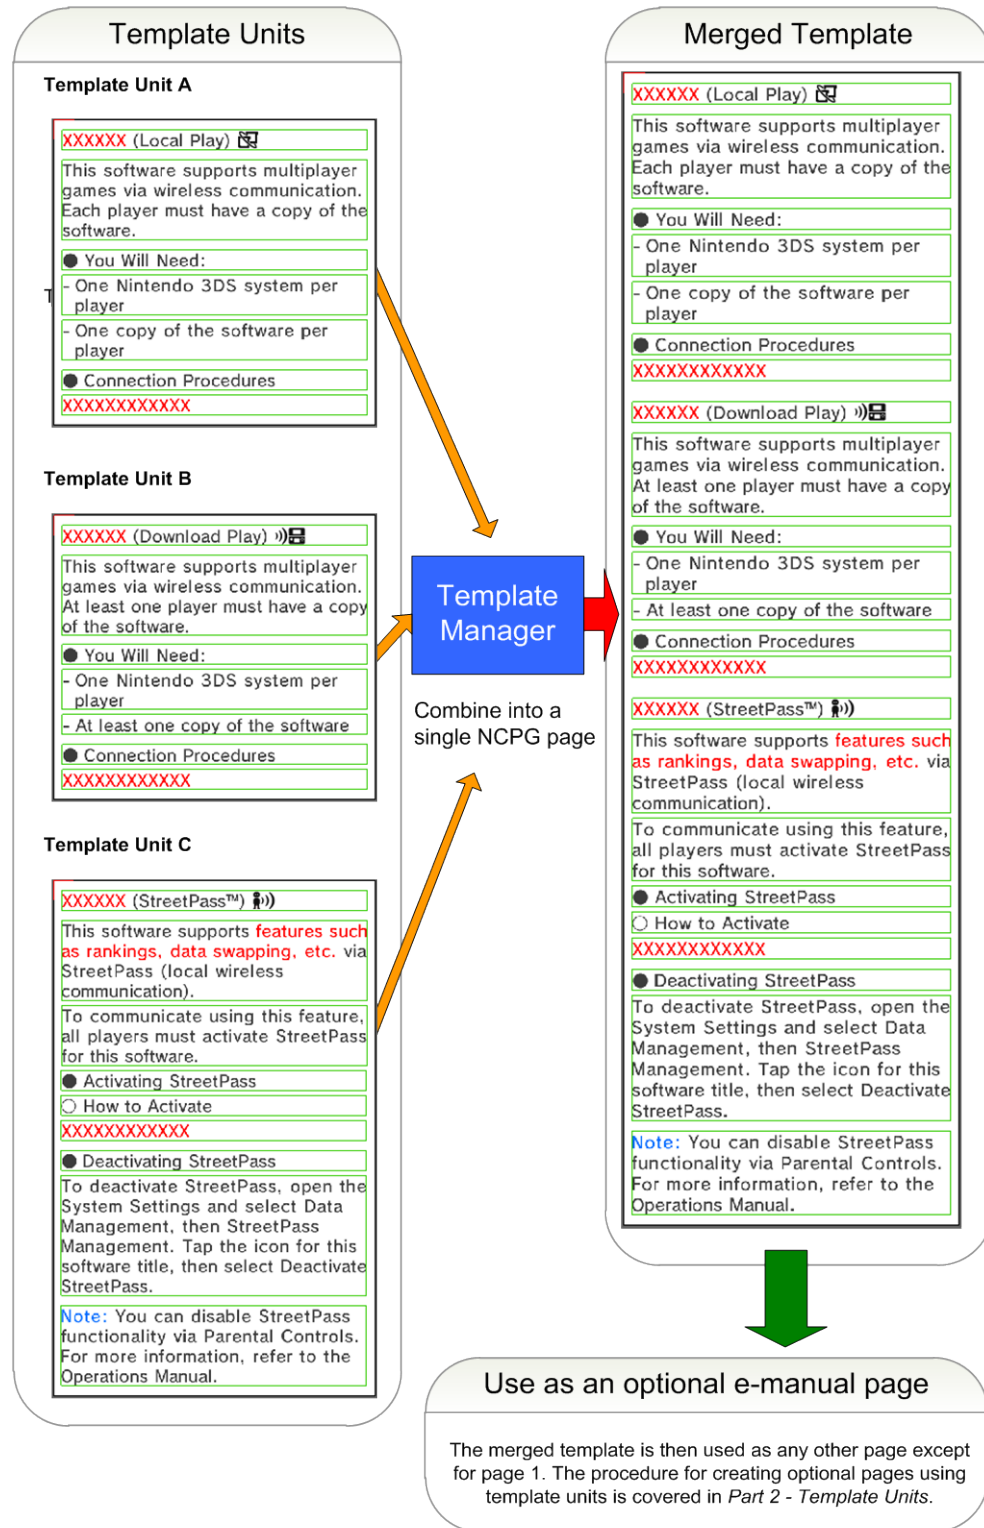 Template Units
Template Unit A
XXXXXX (Local Play)
This software supports multiplayer
games via wireless communication.
Each player must have a copy of the
software.
● You Will Need:
- One Nintendo 3DS system per
player
- One copy of the software per
player
● Connection Procedures
XXXXXXXXXXXX
Template Unit B
XXXXXX (Download Play)
This software supports multiplayer
games via wireless communication.
At least one player must have a copy
of the software.
● You Will Need:
- One Nintendo 3DS system per
player
- At least one copy of the software
● Connection Procedures
XXXXXXXXXXXX
Template Unit C
XXXXXX (StreetPass™)
This software supports features such
as rankings, data swapping, etc. via
StreetPass (local wireless
communication).
To communicate using this feature,
all players must activate StreetPass
for this software.
● Activating StreetPass
○ How to Activate
XXXXXXXXXXXX
● Deactivating StreetPass
To deactivate StreetPass, open the
System Settings and select Data
Management, then StreetPass
Management. Tap the icon for this
software title, then select Deactivate
StreetPass.
Note: You can disable StreetPass
functionality via Parental Controls.
For more information, refer to the
Operations Manual.
Template
Manager
Combine into a
single NCPG page
Merged Template
XXXXXX (Local Play)
This software supports multiplayer
games via wireless communication.
Each player must have a copy of the
software.
● You Will Need:
- One Nintendo 3DS system per
player
- One copy of the software per
player
● Connection Procedures
XXXXXXXXXXXX
XXXXXX (Download Play)
This software supports multiplayer
games via wireless communication.
At least one player must have a copy
of the software.
● You Will Need:
- One Nintendo 3DS system per
player
- At least one copy of the software
● Connection Procedures
XXXXXXXXXXXX
XXXXXX (StreetPass™)
This software supports features such
as rankings, data swapping, etc. via
StreetPass (local wireless
communication).
To communicate using this feature,
all players must activate StreetPass
for this software.
● Activating StreetPass
○ How to Activate
XXXXXXXXXXXX
● Deactivating StreetPass
To deactivate StreetPass, open the
System Settings and select Data
Management, then StreetPass
Management. Tap the icon for this
software title, then select Deactivate
StreetPass.
Note: You can disable StreetPass
functionality via Parental Controls.
For more information, refer to the
Operations Manual.
Use as an optional e-manual page
The merged template is then used as any other page except
for page 1. The procedure for creating optional pages using
template units is covered in Part 2 - Template Units.